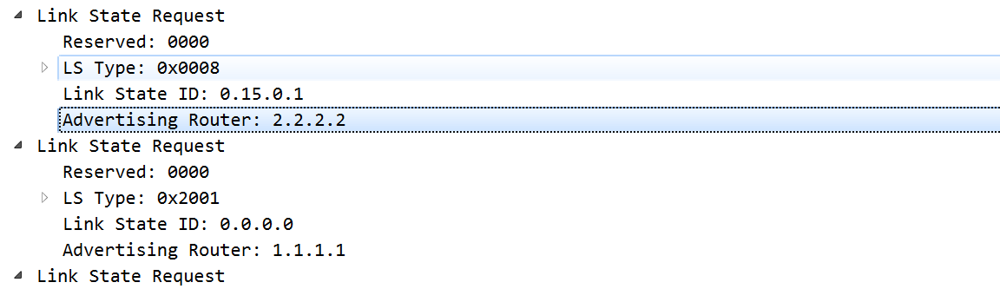 Link State Request
Reserved: 0000
LS Type: 0x0008
Link State ID: 0.15.0.1
Advertising Router: 2.2.2.2
Link State Request
Reserved: 0000
LS Type: 0x2001
Link State ID: 0.0.0.0
Advertising Router: 1.1.1.1
Link State Request